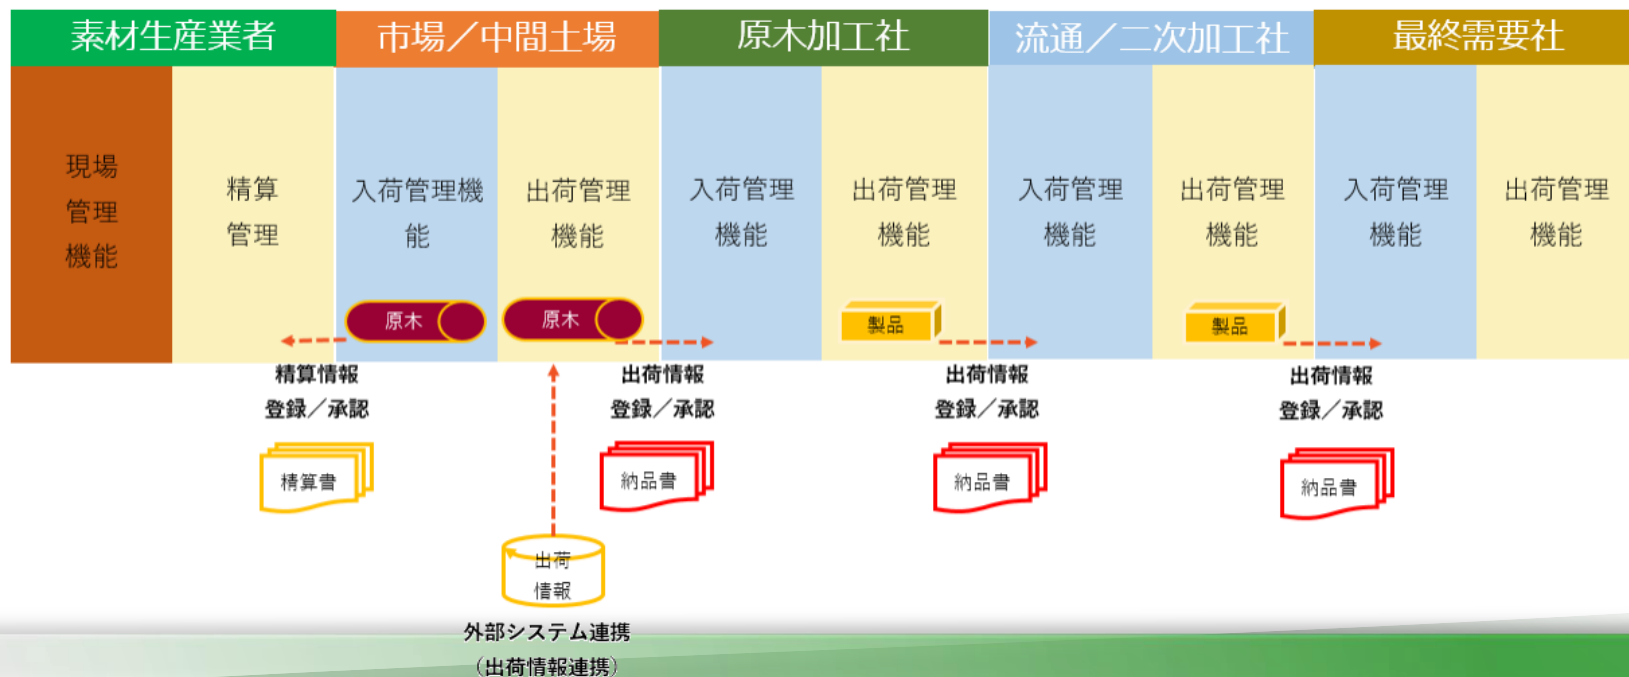 素材生産業者
市場／中間土場
原木加工社
流通／二次加工社
最終需要社
現場
管理
機能
精算
管理
入荷管理機
能
出荷管理
機能
入荷管理
機能
出荷管理
機能
入荷管理
機能
出荷管理
機能
入荷管理
機能
出荷管理
機能
原木
原木
製品
製品
精算情報
登録／承認
出荷情報
登録／承認
出荷情報
登録／承認
出荷情報
登録／承認
精算書
納品書
納品書
納品書
出荷
情報
外部システム連携
（出荷情報連携）